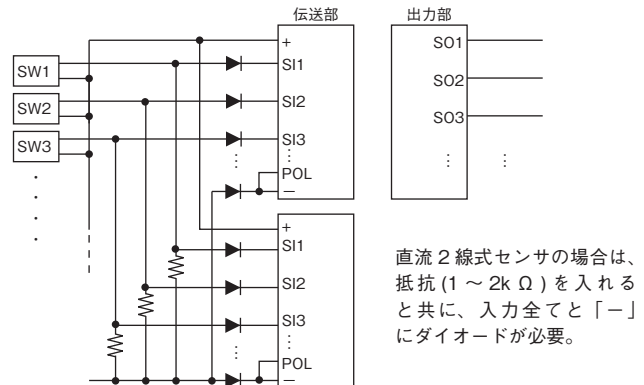 伝送部
出力部
+
SI1
SI2
SI3
POL
−
SW1
SW2
SW3
SO1
SO2
SO3
+
SI1
SI2
SI3
POL
−
直流 2 線式センサの場合は、
抵抗 (1 ～ 2k Ω ) を入れる
と共に、入力全てと「－」
にダイオードが必要。